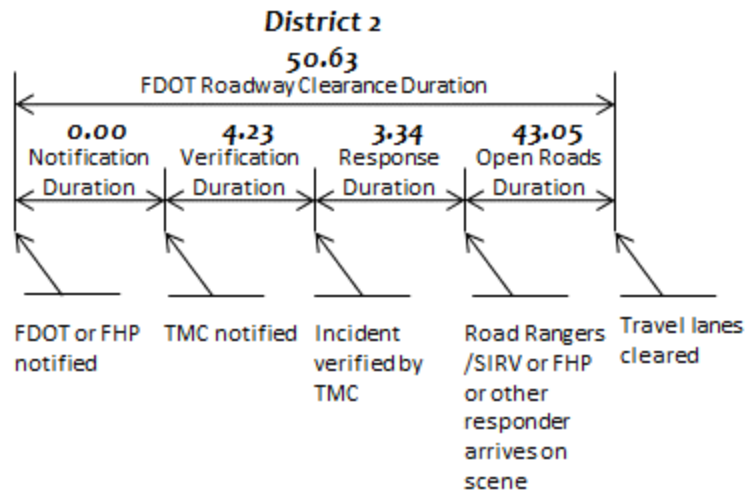 District 2
50.63
FDOT Roadway Clearance Duration
0.00 4.23 3.34 43.05
Notification Verification Response Open Roads
Duration Duration Duration Duration
FDOT or FHP
notified
TMC notified
Incident
verified by
TMC
Road Rangers
/SIRV or FHP
or other
responder
arrives on
scene
Travel lanes
cleared